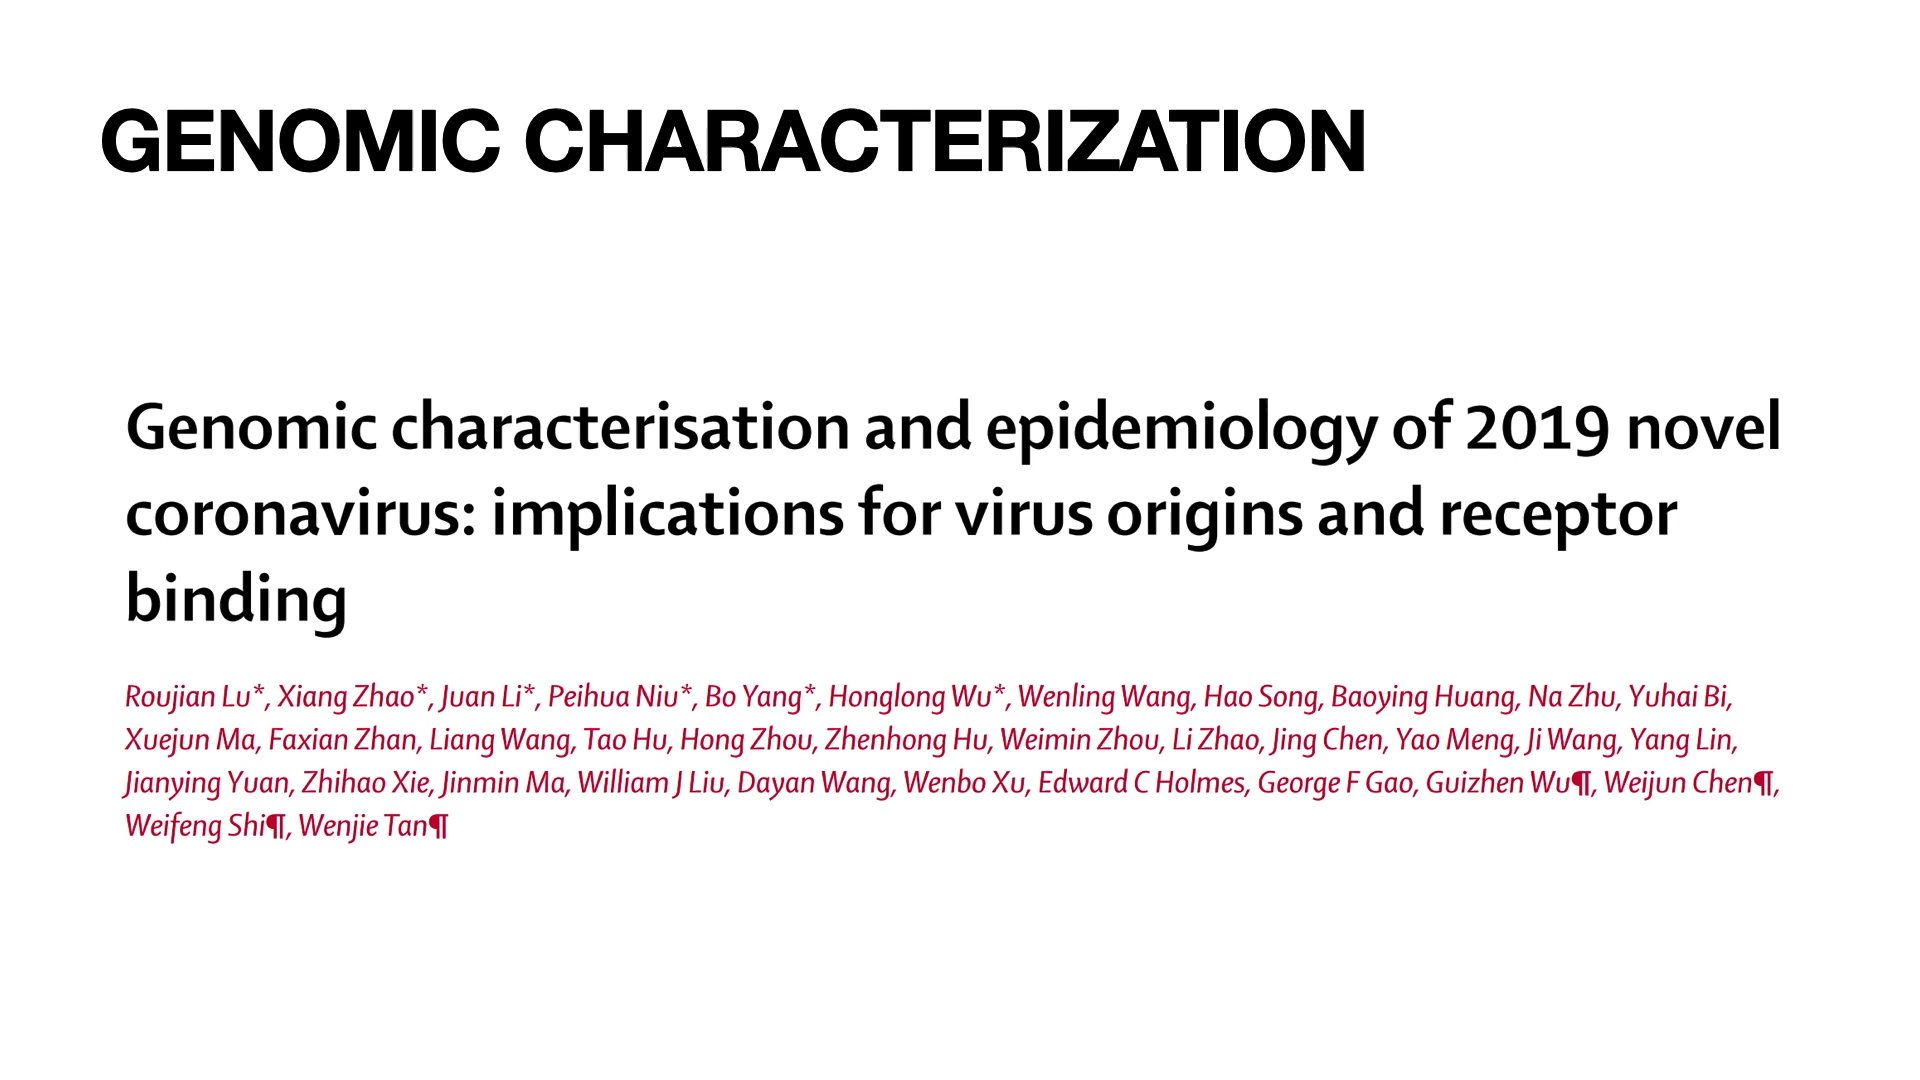 GENOMIC CHARACTERIZATION
Genomic characterisation and epidemiology of 2019 novel
coronavirus: implications for virus origins and receptor
binding
Roujian Lu*, Xiang Zhao*, Juan Li*, Peihua Niu*, Bo Yang*, Honglong Wu*, Wenling Wang, Hao Song, Baoying Huang, Na Zhu, Yuhai Bi,
Xuejun Ma, Faxian Zhan, Liang Wang, Tao Hu, Hong Zhou, Zhenhong Hu, Weimin Zhou, Li Zhao, Jing Chen, Yao Meng, Ji Wang, Yang Lin,
Jianying Yuan, Zhihao Xie, Jinmin Ma, William J Liu, Dayan Wang, Wenbo Xu, Edward C Holmes, George F Gao, Guizhen Wu¶, Weijun Chen¶,
Weifeng Shi¶, Wenjie Tan¶